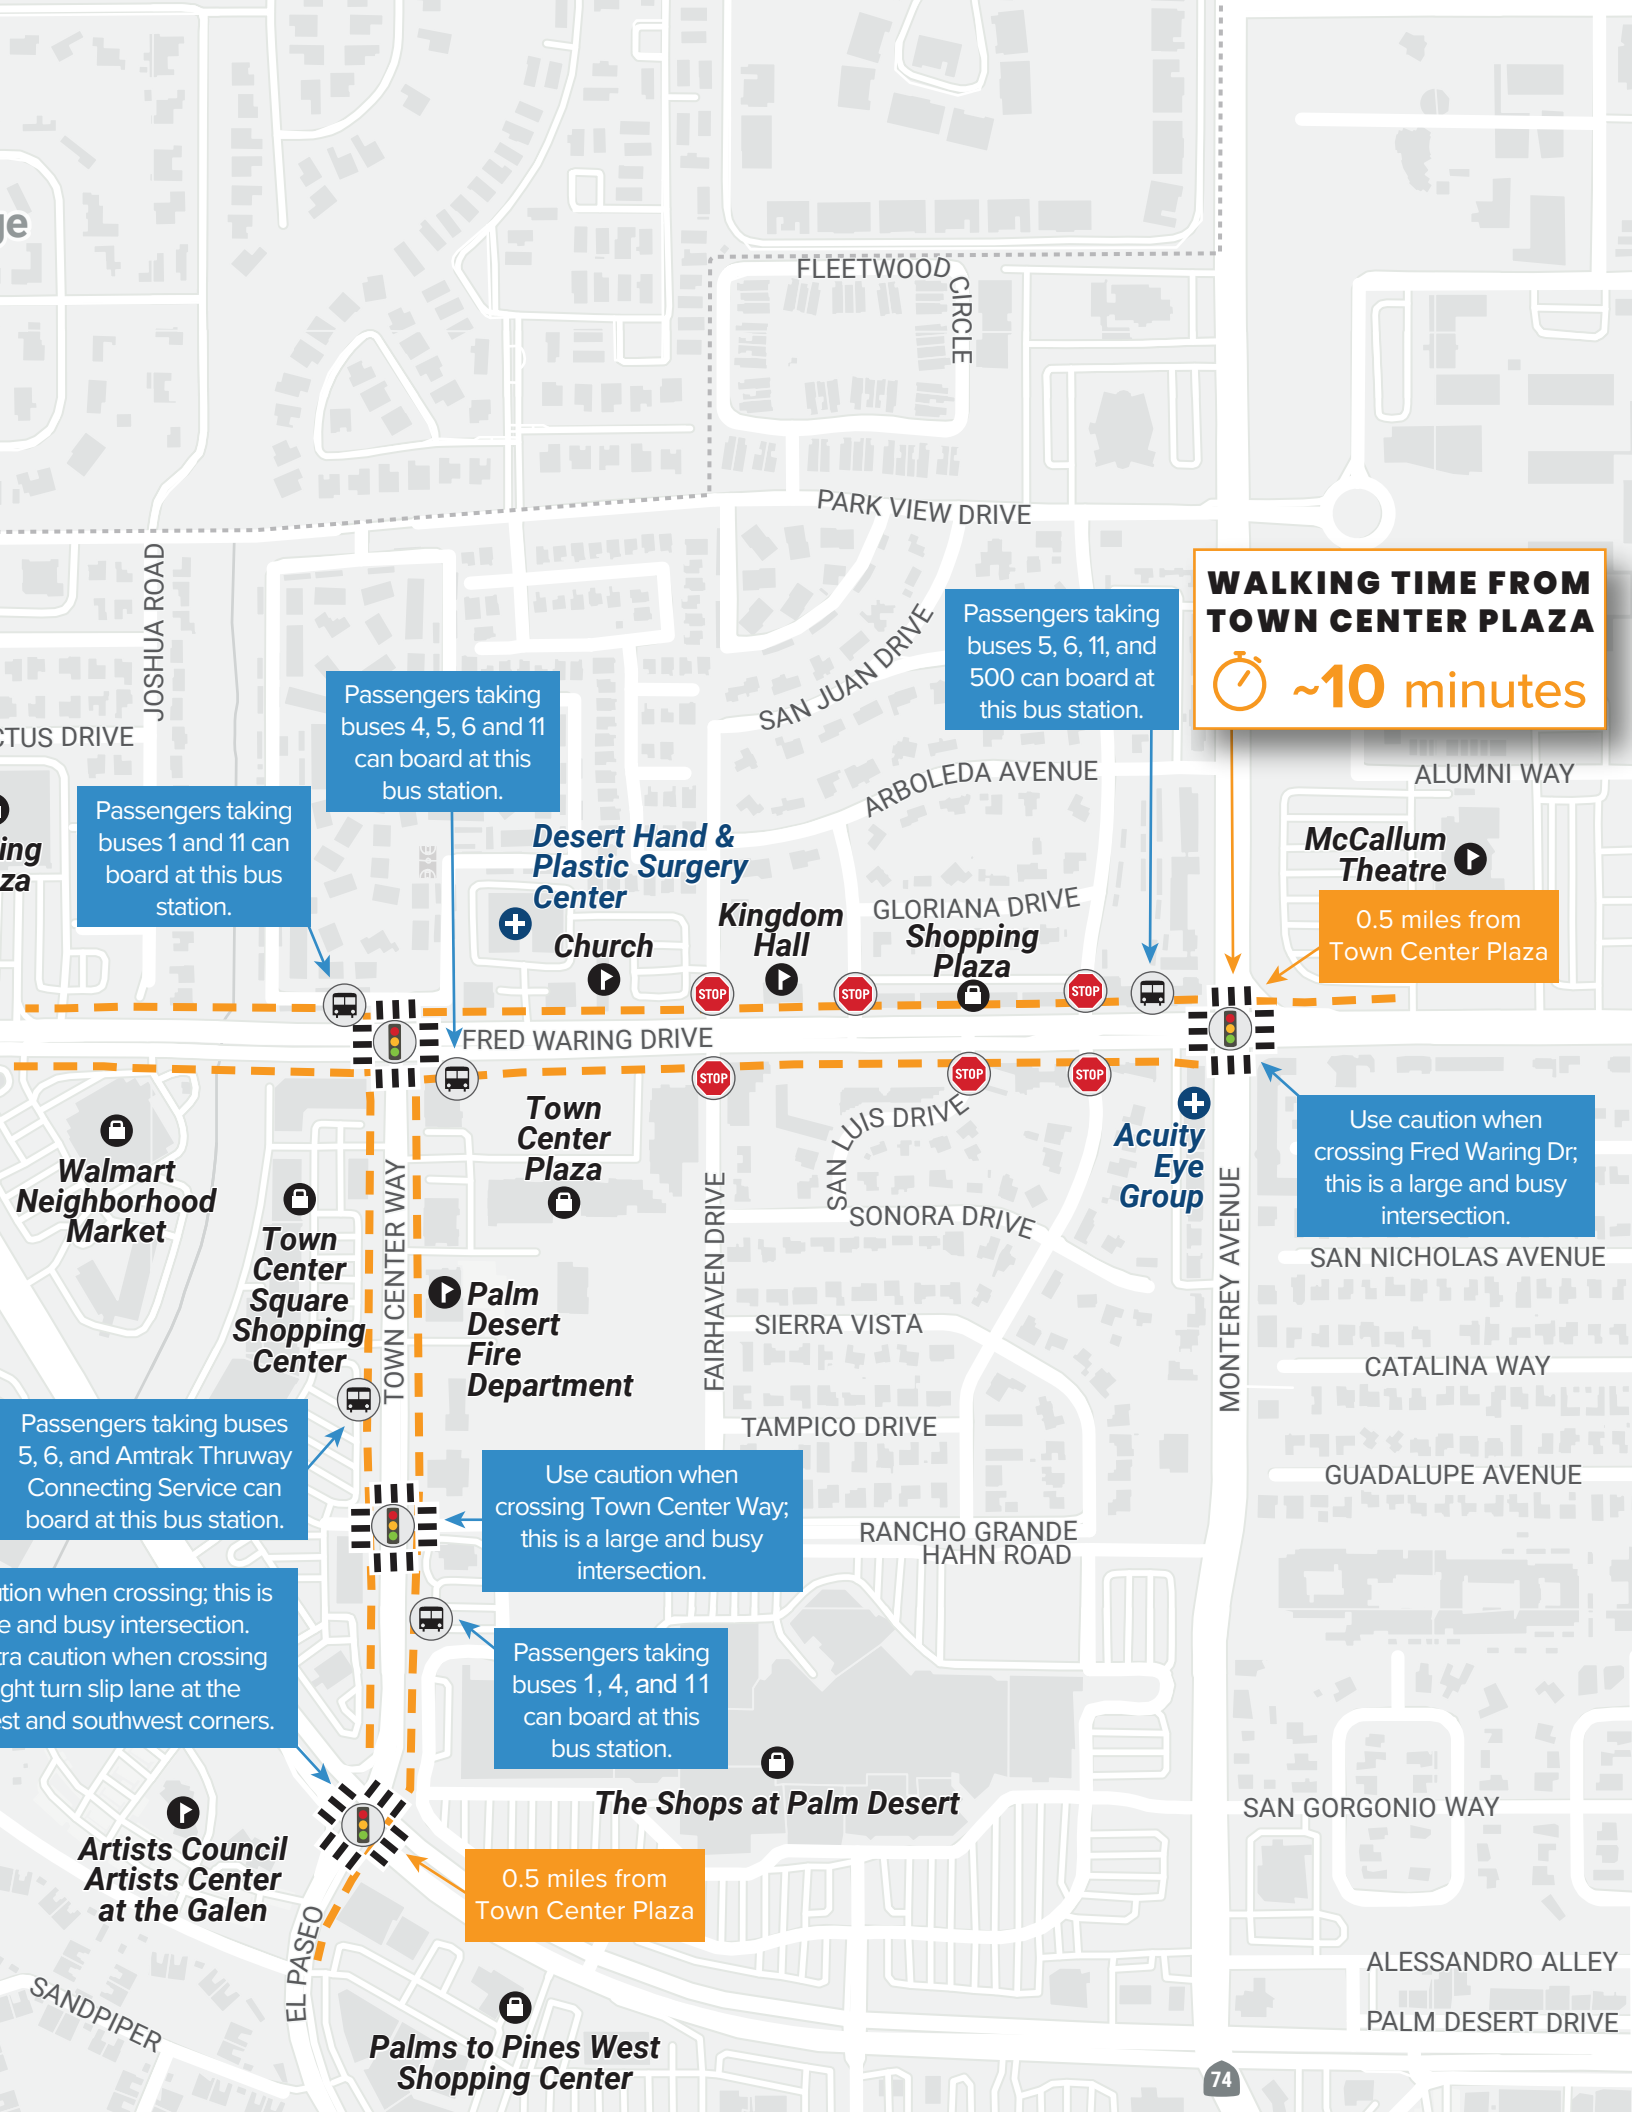 ge
FLEETWOOD CIRCLE
PARK VIEW DRIVE
JOSHUA ROAD
WALKING TIME FROM
TOWN CENTER PLAZA
~10 minutes
Passengers taking
buses 5, 6, 11, and
500 can board at
this bus station.
SAN JUAN DRIVE
Passengers taking
buses 4, 5, 6 and 11
can board at this
bus station.
CTUS DRIVE
ARBOLEDA AVENUE
ALUMNI WAY
Passengers taking
buses 1 and 11 can
board at this bus
station.
ing
za
Desert Hand &
Plastic Surgery
Center
McCallum
Theatre
GLORIANA DRIVE
Kingdom
Hall
Church
Shopping
Plaza
0.5 miles from
Town Center Plaza
STOP
STOP
STOP
FRED WARING DRIVE
STOP
STOP
STOP
Town
Center
Plaza
SAN LUIS DRIVE
Acuity
Eye
Group
Use caution when
crossing Fred Waring Dr;
this is a large and busy
intersection.
Walmart
Neighborhood
Market
Town
Center
Square
Shopping
Center
TOWN CENTER WAY
FAIRHAVEN DRIVE
SONORA DRIVE
MONTEREY AVENUE
SAN NICHOLAS AVENUE
Palm
Desert
Fire
Department
SIERRA VISTA
CATALINA WAY
TAMPICO DRIVE
GUADALUPE AVENUE
Passengers taking buses
5, 6, and Amtrak Thruway
Connecting Service can
board at this bus station.
Use caution when
crossing Town Center Way;
this is a large and busy
intersection.
RANCHO GRANDE
HAHN ROAD
ution when crossing; this is
e and busy intersection.
tra caution when crossing
ght turn slip lane at the
est and southwest corners.
Passengers taking
buses 1, 4, and 11
can board at this
bus station.
The Shops at Palm Desert
SAN GORGONIO WAY
Artists Council
Artists Center
at the Galen
0.5 miles from
Town Center Plaza
EL PASEO
SANDPIPER
ALESSANDRO ALLEY
PALM DESERT DRIVE
Palms to Pines West
Shopping Center
74